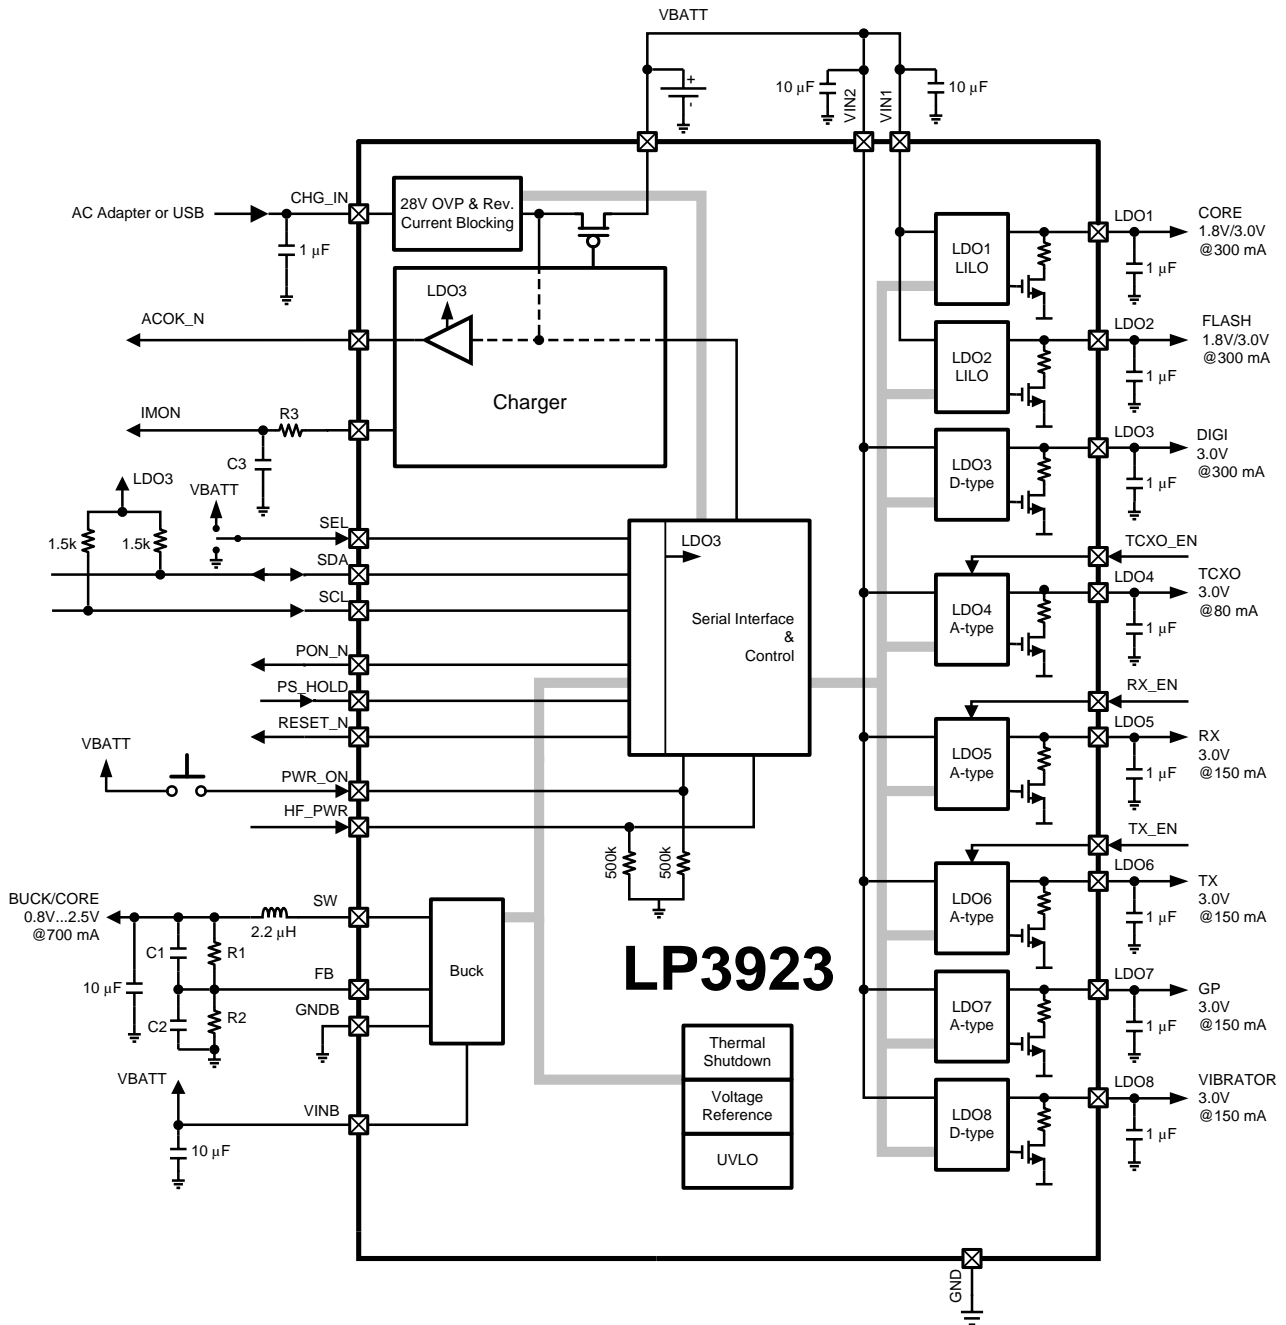 VBATT
+
-
10 μF
VIN2
VIN1
10 μF
AC Adapter or USB
CHG_IN
1 μF
28V OVP & Rev.
Current Blocking
LDO3
Charger
ACOK_N
IMON
R3
C3
LDO3
1.5k
1.5k
VBATT
SEL
SDA
SCL
PON_N
PS_HOLD
RESET_N
VBATT
PWR_ON
HF_PWR
LDO3
Serial Interface
&
Control
500k
500k
BUCK/CORE
0.8V...2.5V
@700 mA
SW
2.2 μH
C1
R1
10 μF
FB
C2
R2
GNDB
Buck
VBATT
VINB
10 μF
LP3923
Thermal
Shutdown
Voltage
Reference
UVLO
LDO1
LILO
LDO1
CORE
1.8V/3.0V
@300 mA
1 μF
LDO2
LILO
LDO2
FLASH
1.8V/3.0V
@300 mA
1 μF
LDO3
D-type
LDO3
DIGI
3.0V
@300 mA
1 μF
TCXO_EN
LDO4
A-type
LDO4
TCXO
3.0V
@80 mA
1 μF
RX_EN
LDO5
A-type
LDO5
RX
3.0V
@150 mA
1 μF
TX_EN
LDO6
A-type
LDO6
TX
3.0V
@150 mA
1 μF
LDO7
A-type
LDO7
GP
3.0V
@150 mA
1 μF
LDO8
D-type
LDO8
VIBRATOR
3.0V
@150 mA
1 μF
GND